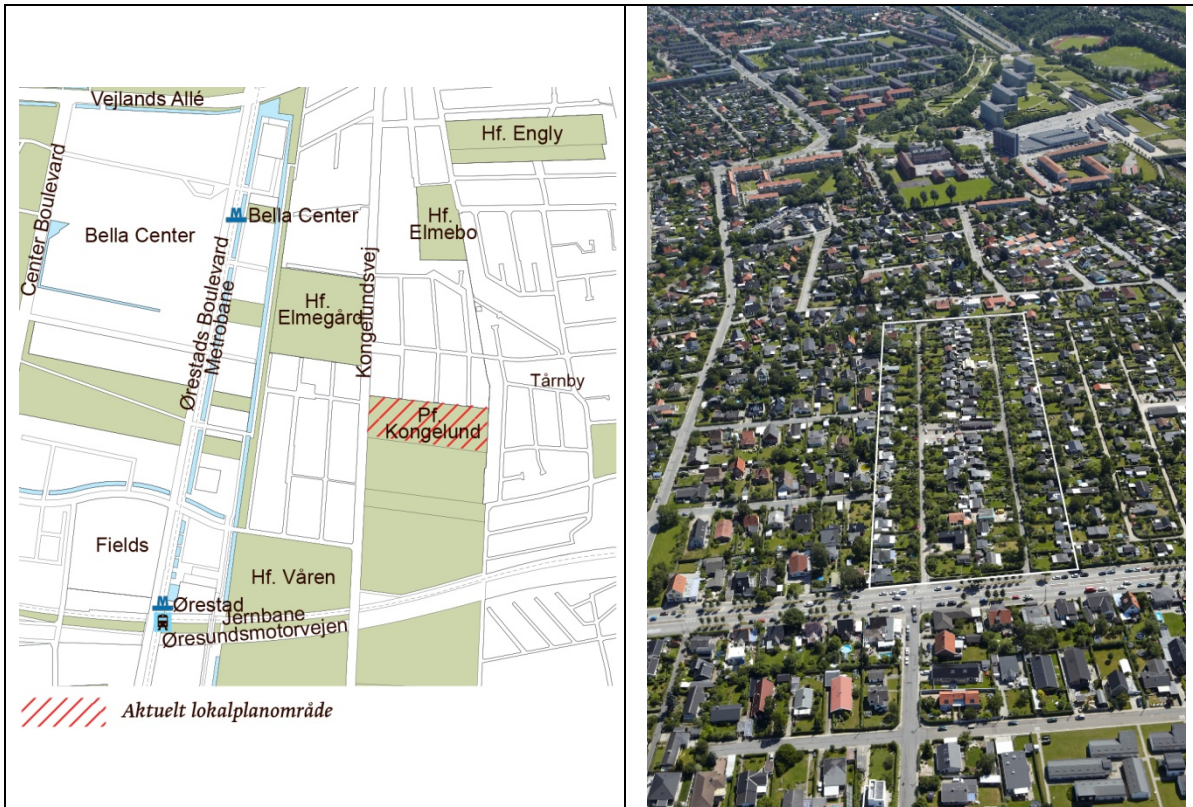 Vejlands Allé
Hf. Engly
Center Boulevard
Bella Center
M Bella Center
Hf.
Elmebo
Ørestads Boulevard
Metrobane
Hf.
Elmegård
Kongelundsvej
Tårnby
Pf.
Kongelund
Fields
Hf. Våren
M Ørestad
Jernbane
Øresundsmotorvejen
Aktuelt lokalplanområde